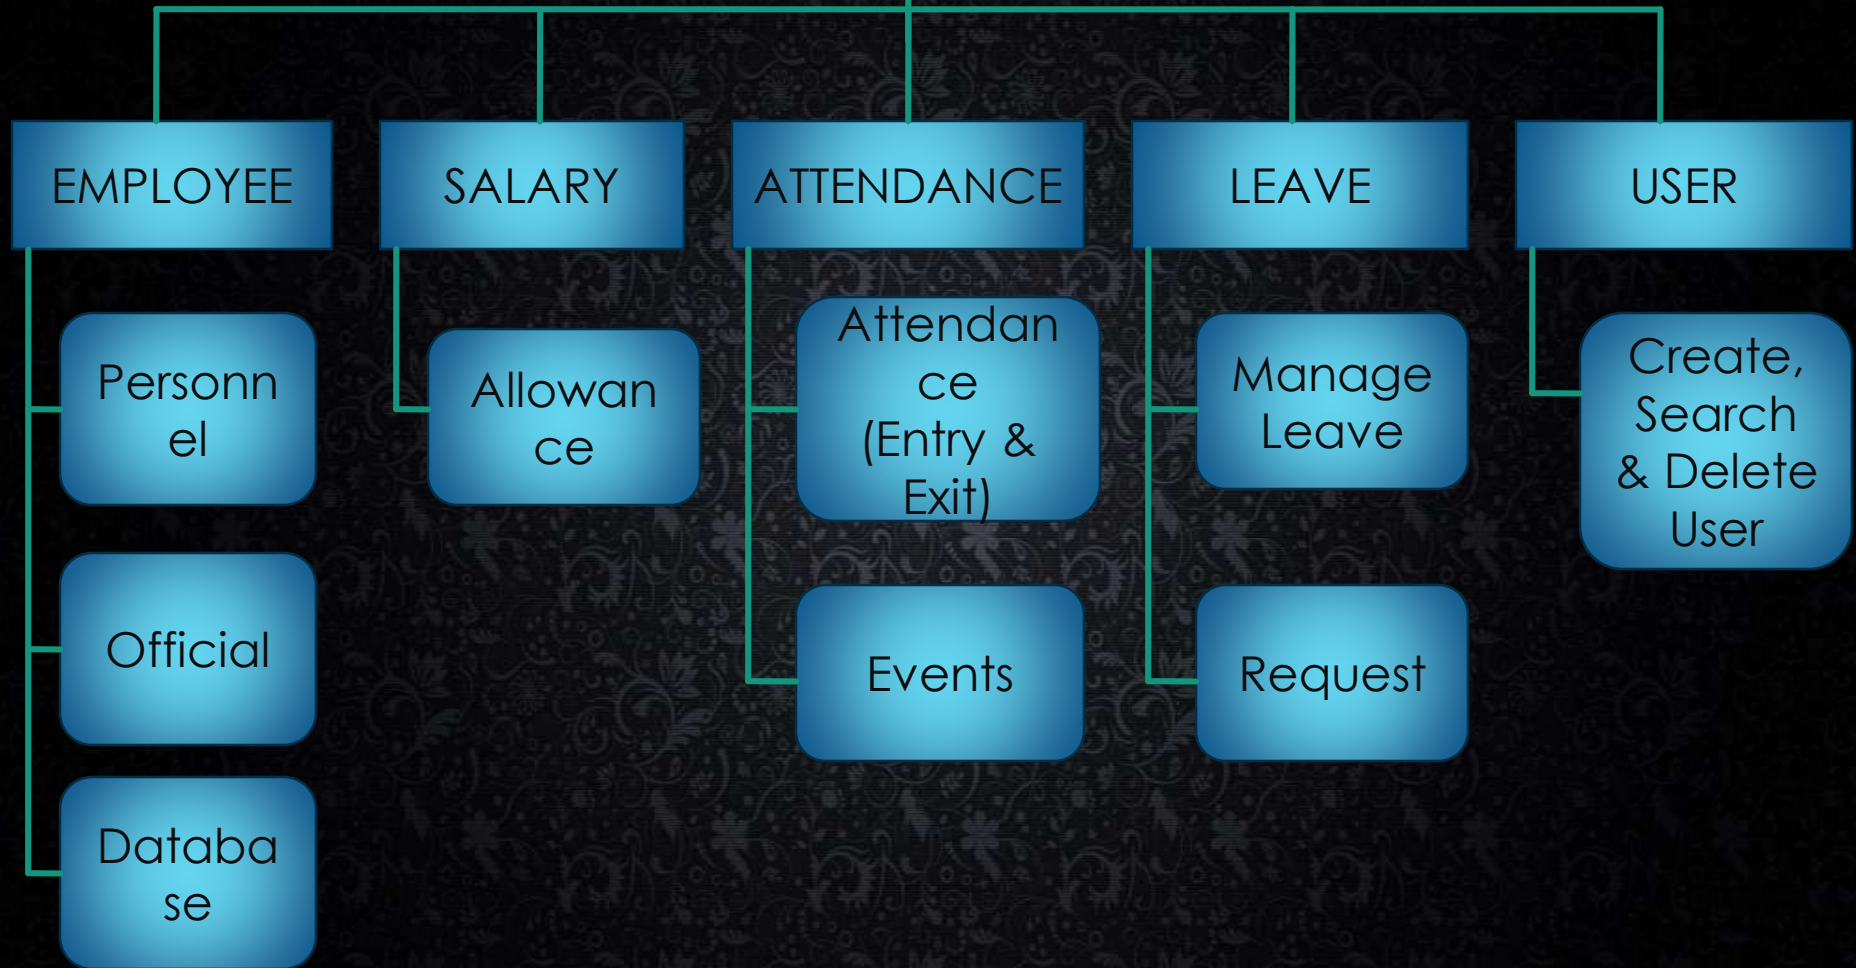 EMPLOYEE
SALARY
ATTENDANCE
LEAVE
USER
Personn
el
Official
Databa
se
Allowan
ce
Attendan
ce
(Entry &
Exit)
Events
Manage
Leave
Request
Create,
Search
& Delete
User